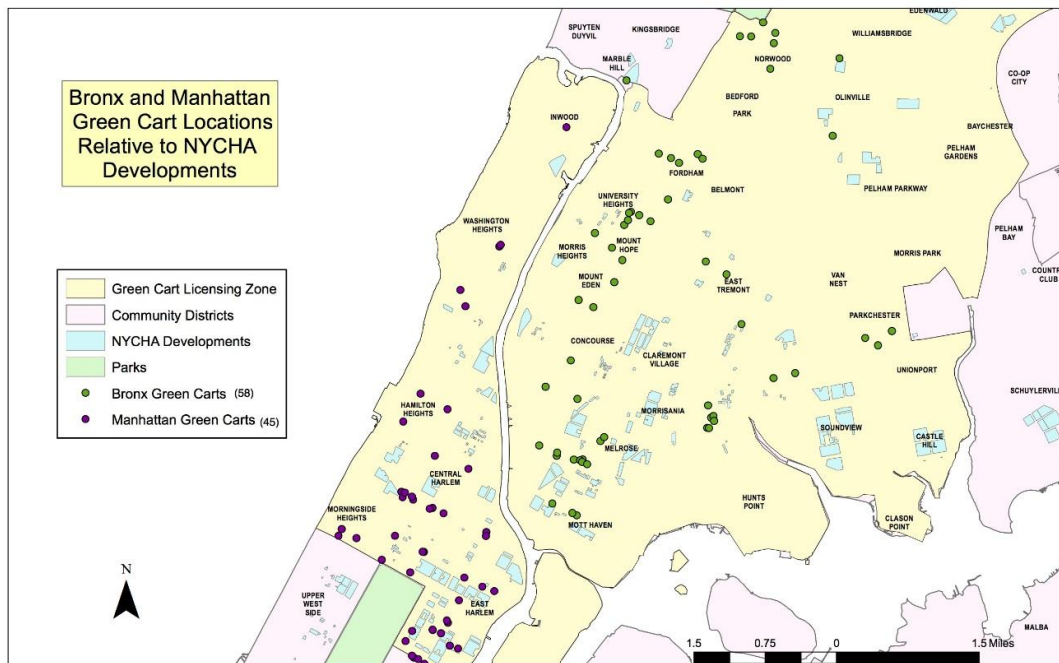 Bronx and Manhattan
Green Cart Locations
Relative to NYCHA
Developments
Green Cart Licensing Zone
Community Districts
NYCHA Developments
Parks
Bronx Green Carts (58)
Manhattan Green Carts (45)
N
SPUYTEN
DUYVIL
KINGSBRIDGE
MARBLE
HILL
EDENWALD
WILLIAMSBRIDGE
NORWOOD
CO-OP
CITY
BEDFORD
PARK
OLINVILLE
INWOOD
BAYCHESTER
PELHAM
GARDENS
FORDHAM
BELMONT
PELHAM PARKWAY
UNIVERSITY
HEIGHTS
WASHINGTON
HEIGHTS
PELHAM
BAY
MORRIS
HEIGHTS
MOUNT
HOPE
MORRIS PARK
MOUNT
EDEN
EAST
TREMONT
VAN
NEST
COUNTR
CLUB
PARKCHESTER
CONCOURSE
CLAREMONT
VILLAGE
UNIONPORT
SCHUYLERVILL
HAMILTON
HEIGHTS
MORRISANIA
SOUNDVIEW
CASTLE
HILL
MELROSE
CENTRAL
HARLEM
HUNTS
POINT
MORNINGSIDE
HEIGHTS
MOTT HAVEN
CLASON
POINT
UPPER
WEST
SIDE
EAST
HARLEM
MALBA
1.5 0.75 0 1.5 Miles